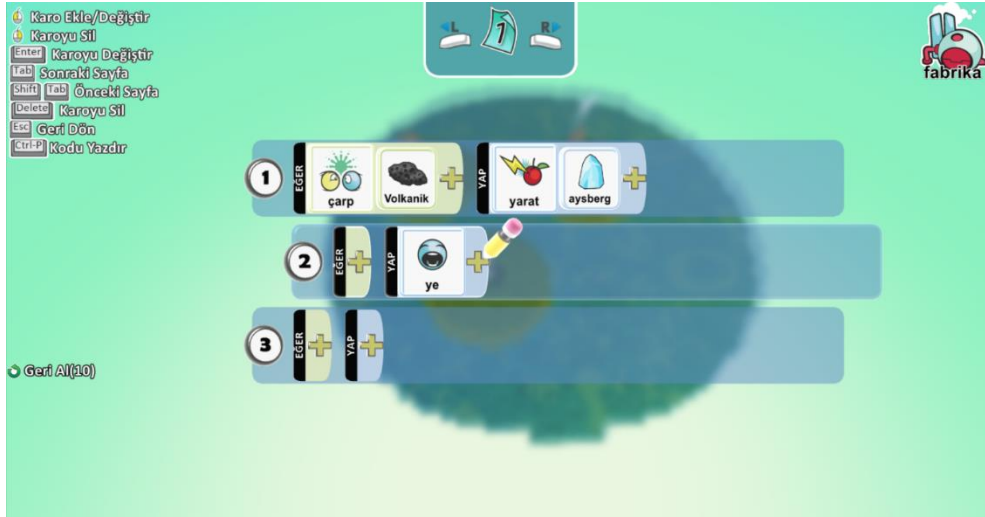 Karo Ekle/Değiştir
Karoyu Sil
Enter Karoyu Değiştir
Tab Sonraki Sayfa
Shift Tab Önceki Sayfa
Delete Karoyu Sil
Esc Geri Dön
Ctrl-P Kodu Yazdır
L 1 R
fabrika
1 EĞER çarp Volkanik YAP yarat aysberg
2 EĞER YAP ye
3 EĞER YAP
Geri Al(10)